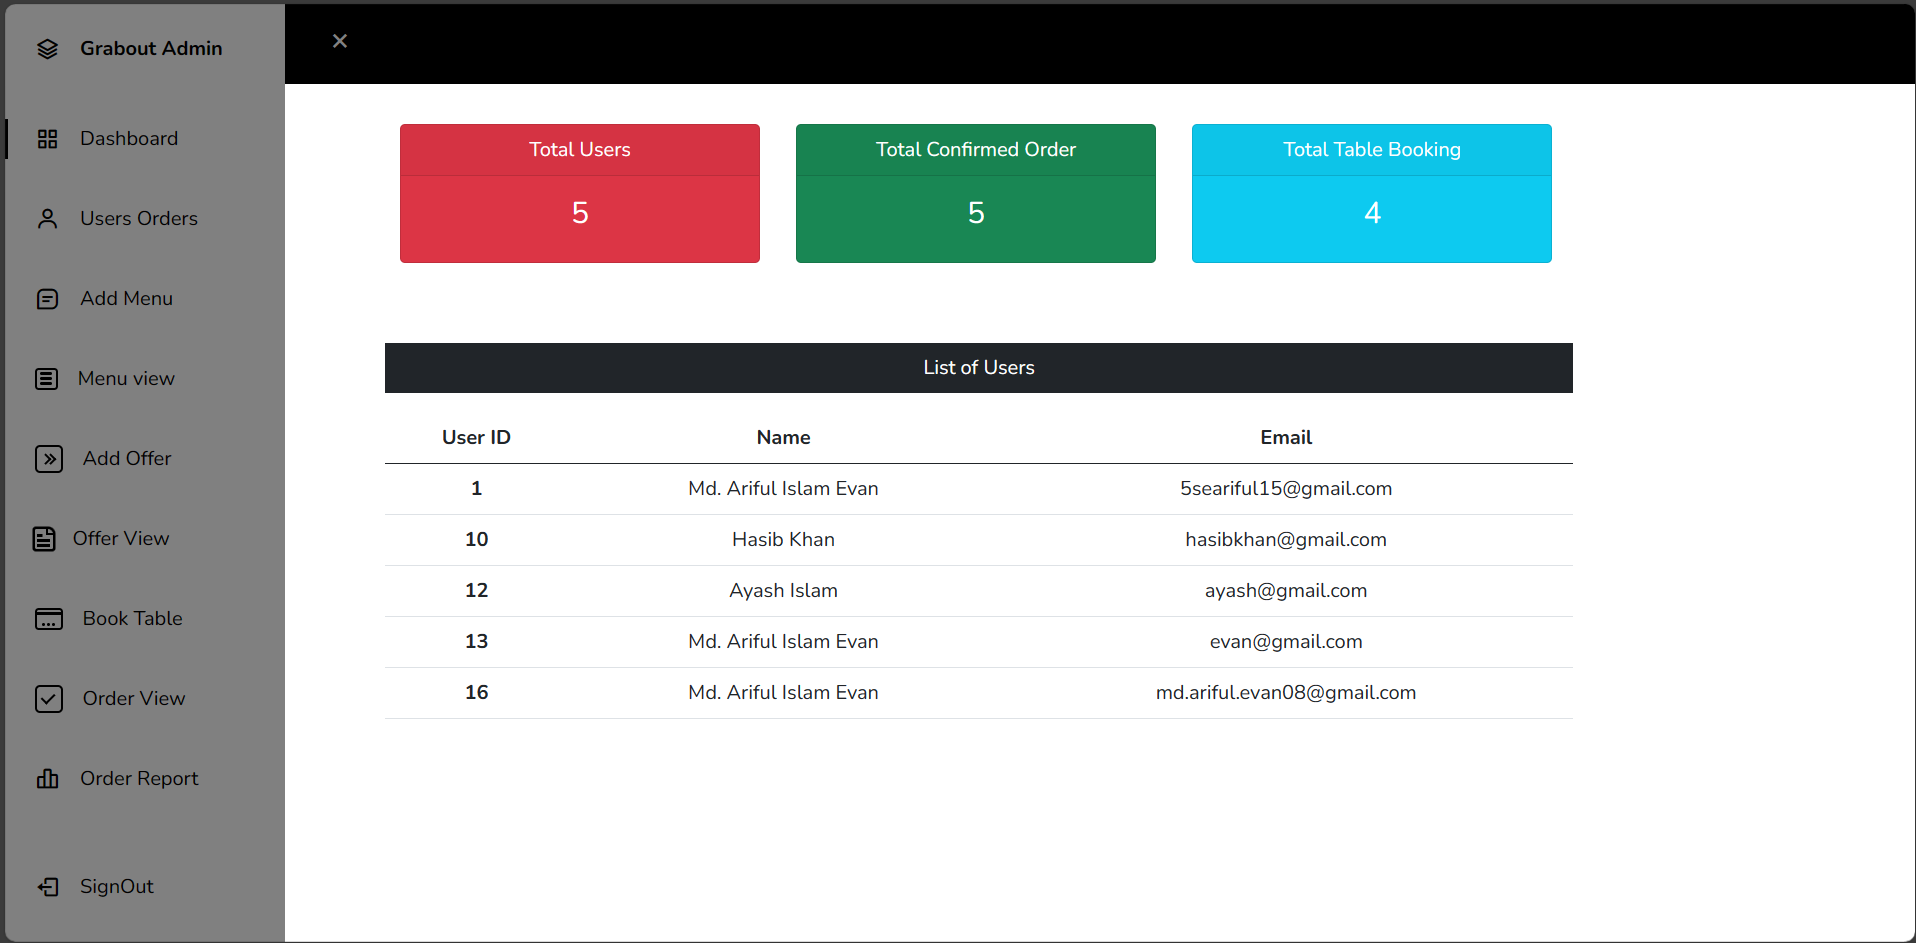 Grabout Admin
Dashboard
Users Orders
Add Menu
Menu view
Add Offer
Offer View
Book Table
Order View
Order Report
SignOut
Total Users
5
Total Confirmed Order
5
Total Table Booking
4
List of Users
User ID Name Email
1 Md. Ariful Islam Evan 5seariful15@gmail.com
10 Hasib Khan hasibkhan@gmail.com
12 Ayash Islam ayash@gmail.com
13 Md. Ariful Islam Evan evan@gmail.com
16 Md. Ariful Islam Evan md.ariful.evan08@gmail.com